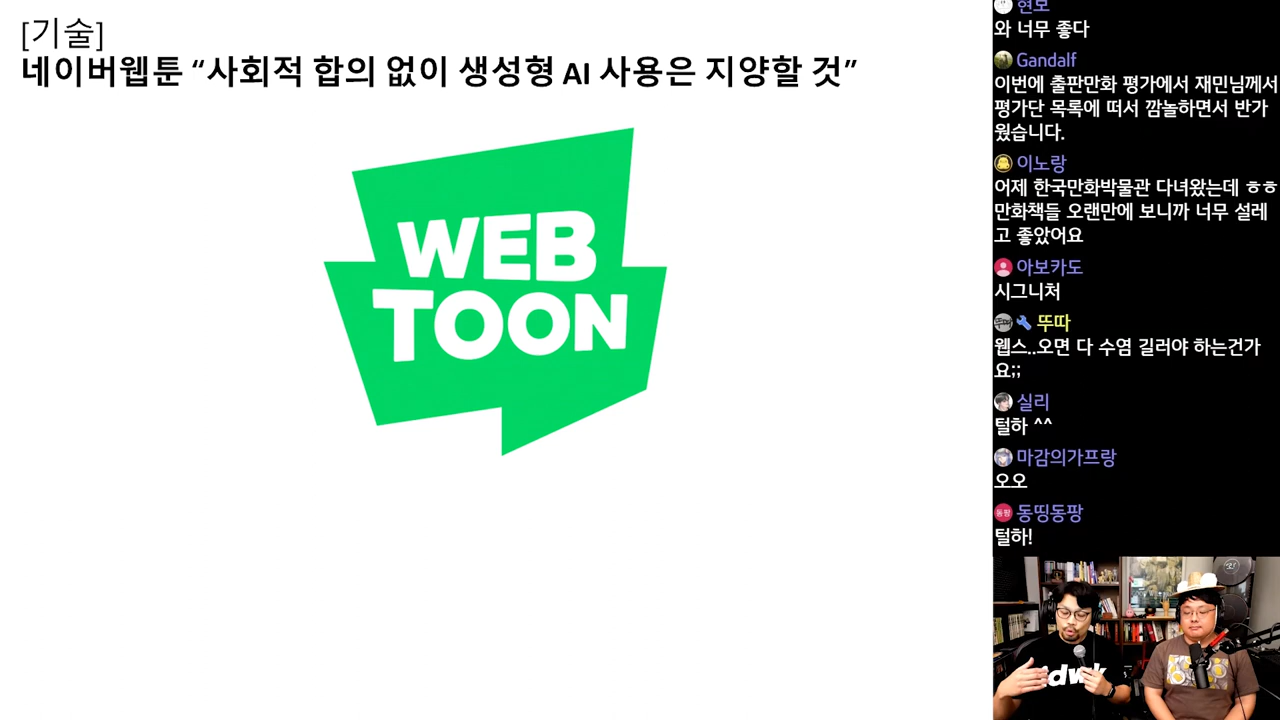 [기술]
네이버웹툰 “사회적 합의 없이 생성형 AI 사용은 지양할 것”
WEB
TOON
현모
와 너무 좋다
Gandalf
이번에 출판만화 평가에서 재민님께서
평가단 목록에 떠서 깜놀하면서 반가
웠습니다.
이노랑
어제 한국만화박물관 다녀왔는데 ㅎㅎ
만화책들 오랜만에 보니까 너무 설레
고 좋았어요
아보카도
시그니처
뚜따
웹스..오면 다 수염 길러야 하는건가
요;;
실리
털하 ^^
마감의가프랑
오오
동띵동팡
털하!